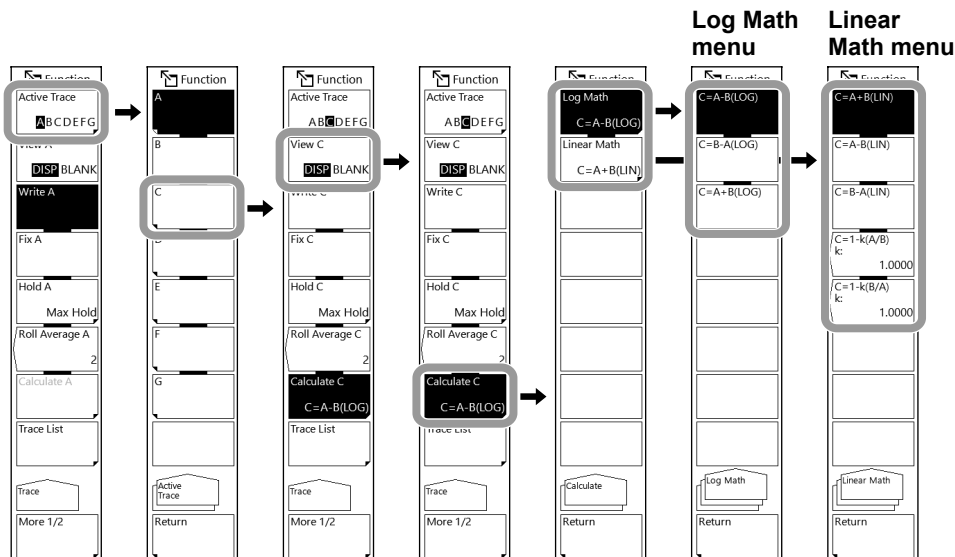 Log Math
menu
Linear
Math menu
Function
Active Trace
ABCDEFG
View A
DISP BLANK
Write A
Fix A
Hold A
Max Hold
Roll Average A
2
Calculate A
Trace List
Trace
More 1/2
Function
A
B
C
D
E
F
G
Active
Trace
Return
Function
Active Trace
ABCDEFG
View C
DISP BLANK
Write C
Fix C
Hold C
Max Hold
Roll Average C
2
Calculate C
C=A-B(LOG)
Trace List
Trace
More 1/2
Function
Active Trace
ABCDEFG
View C
DISP BLANK
Write C
Fix C
Hold C
Max Hold
Roll Average C
2
Calculate C
C=A-B(LOG)
Trace List
Trace
More 1/2
Function
Log Math
C=A-B(LOG)
Linear Math
C=A+B(LIN)
Calculate
Return
Function
C=A-B(LOG)
C=B-A(LOG)
C=A+B(LOG)
Log Math
Return
Function
C=A+B(LIN)
C=A-B(LIN)
C=B-A(LIN)
C=1-k(A/B)
k:
1.0000
C=1-k(B/A)
k:
1.0000
Linear Math
Return